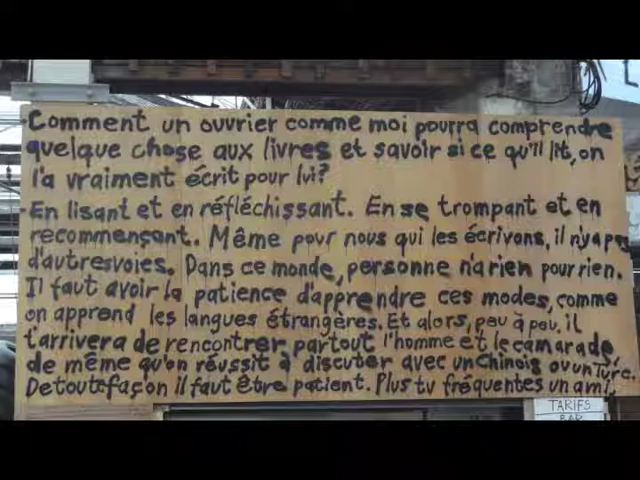 -Comment un ouvrier comme moi pourra comprendre
quelque chose aux livres et savoir si ce qu'il lit, on
l'a vraiment écrit pour lui?
-En lisant et en réfléchissant. En se trompant et en
recommençant. Même pour nous qui les écrivons, il n'y a pas
d'autres voies. Dans ce monde, personne n'a rien pour rien.
Il faut avoir la patience d'apprendre ces modes, comme
on apprend les langues étrangères. Et alors, peu à peu, il
t'arrivera de rencontrer partout l'homme et le camarade
de même qu'on réussit à discuter avec un Chinois ou un Turc.
De toute façon il faut être patient. Plus tu fréquentes un ami,
TARIFS
BAR